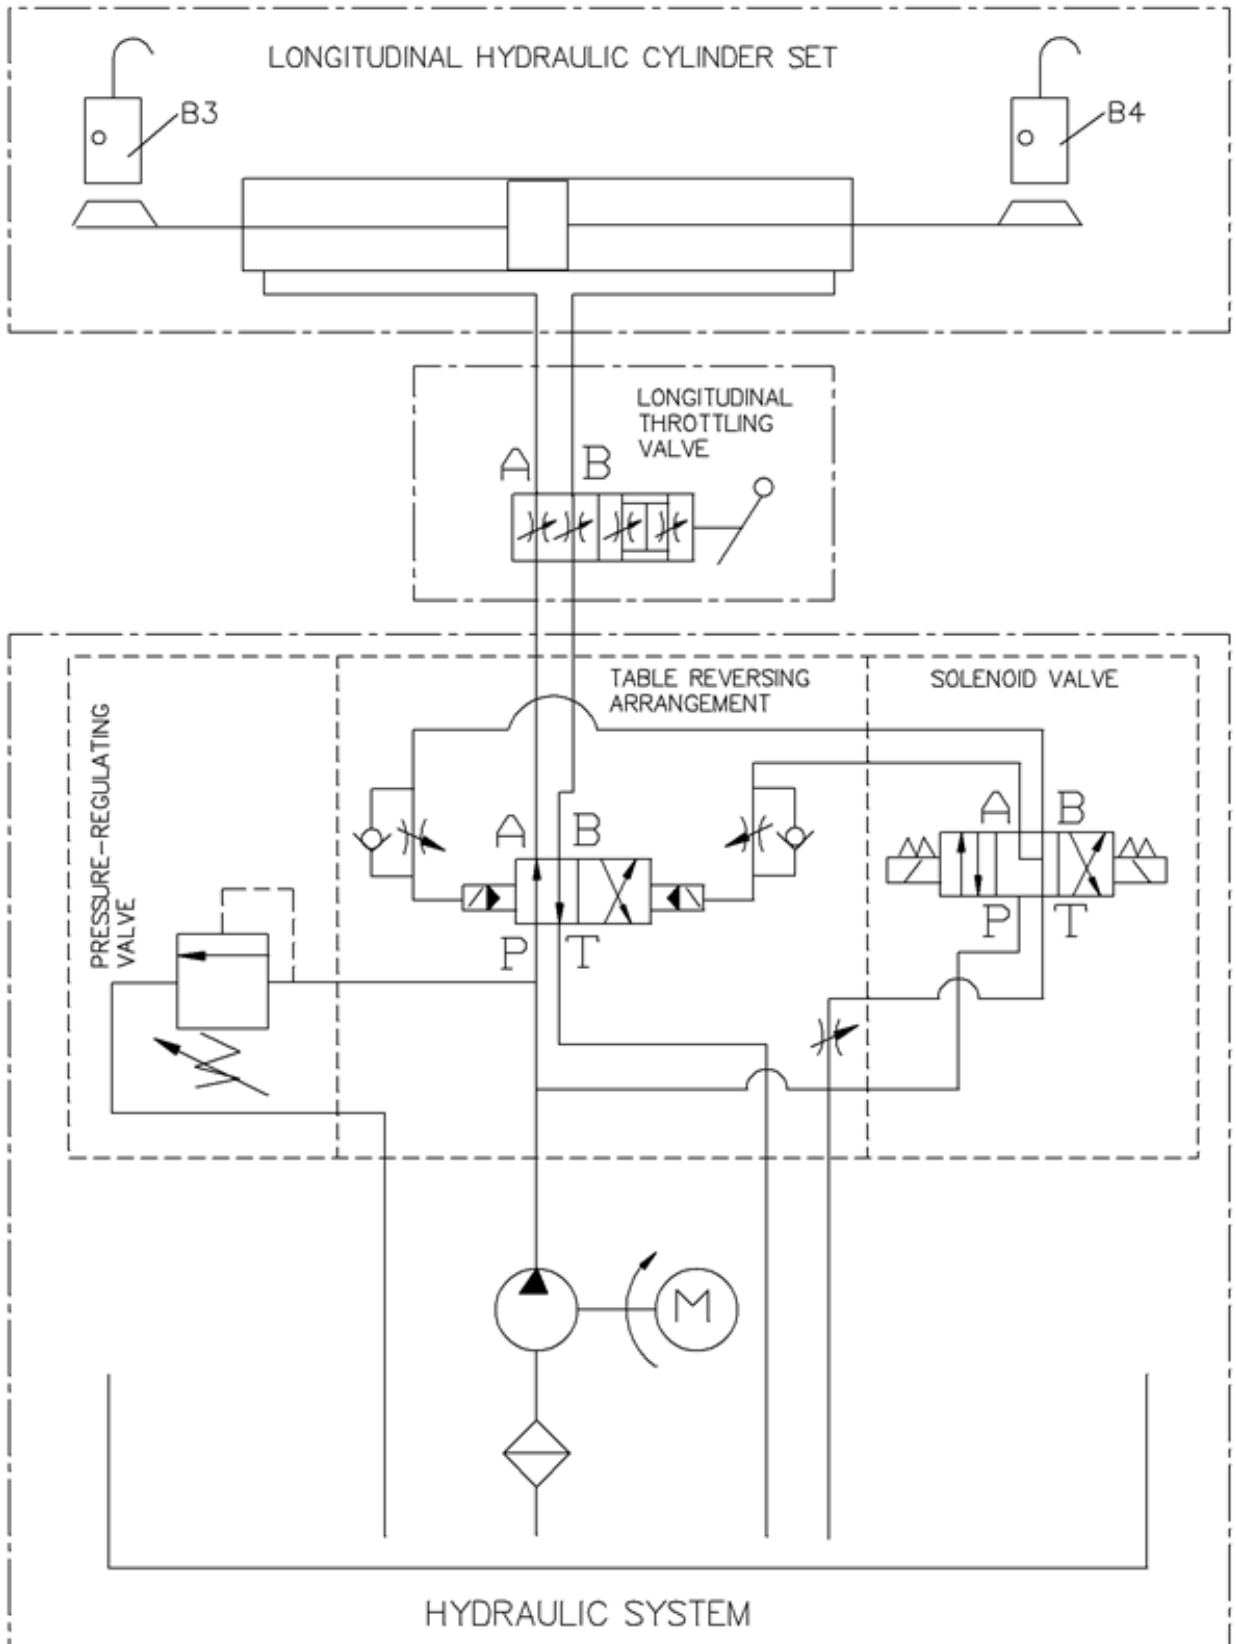 LONGITUDINAL HYDRAULIC CYLINDER SET
B3
B4
LONGITUDINAL
THROTTLING
VALVE
A
B
PRESSURE-REGULATING
VALVE
TABLE REVERSING
ARRANGEMENT
SOLENOID VALVE
A
B
A
B
P
T
P
T
M
HYDRAULIC SYSTEM